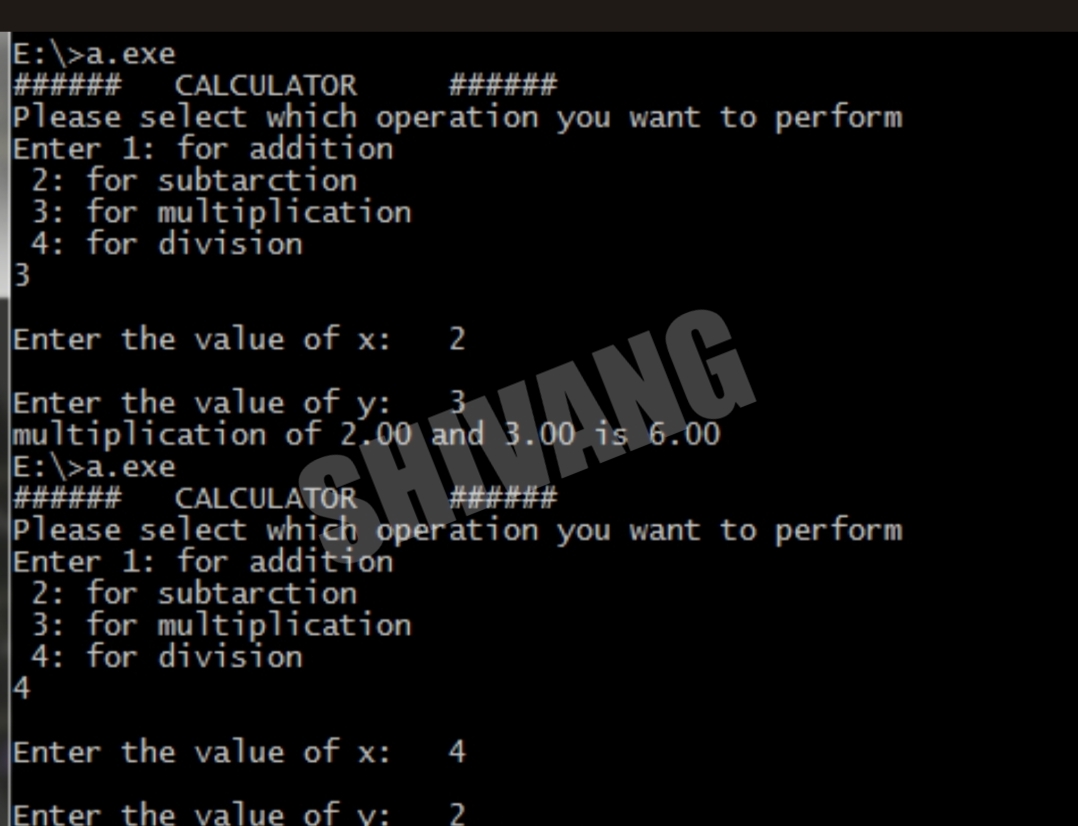 E:\>a.exe
###### CALCULATOR ######
Please select which operation you want to perform
Enter 1: for addition
2: for subtarction
3: for multiplication
4: for division
3
Enter the value of x: 2
Enter the value of y: 3
multiplication of 2.00 and 3.00 is 6.00
E:\>a.exe
###### CALCULATOR ######
Please select which operation you want to perform
Enter 1: for addition
2: for subtarction
3: for multiplication
4: for division
4
Enter the value of x: 4
Enter the value of y: 2
SHIVANG